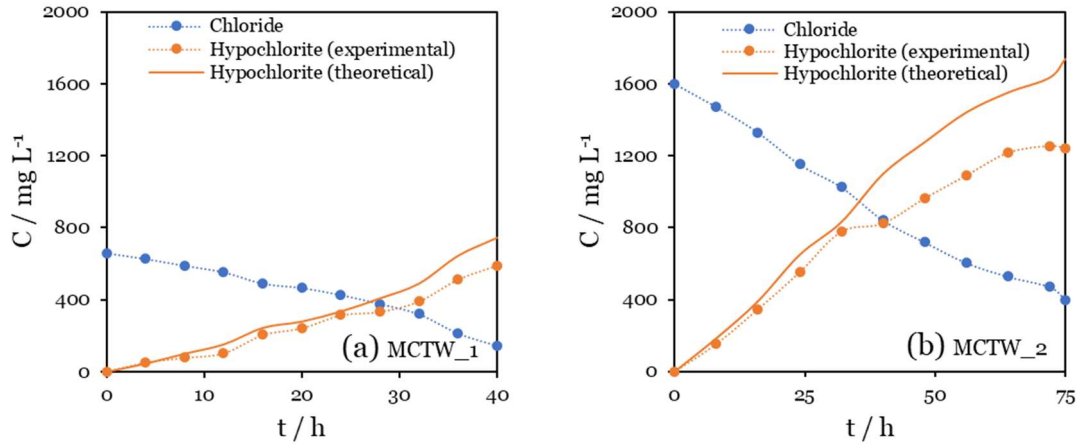 2000
1600
1200
800
400
0
C / mg L⁻¹
Chloride
Hypochlorite (experimental)
Hypochlorite (theoretical)
(a) MCTW_1
0 10 20 30 40
t / h
2000
1600
1200
800
400
0
C / mg L⁻¹
Chloride
Hypochlorite (experimental)
Hypochlorite (theoretical)
(b) MCTW_2
0 25 50 75
t / h